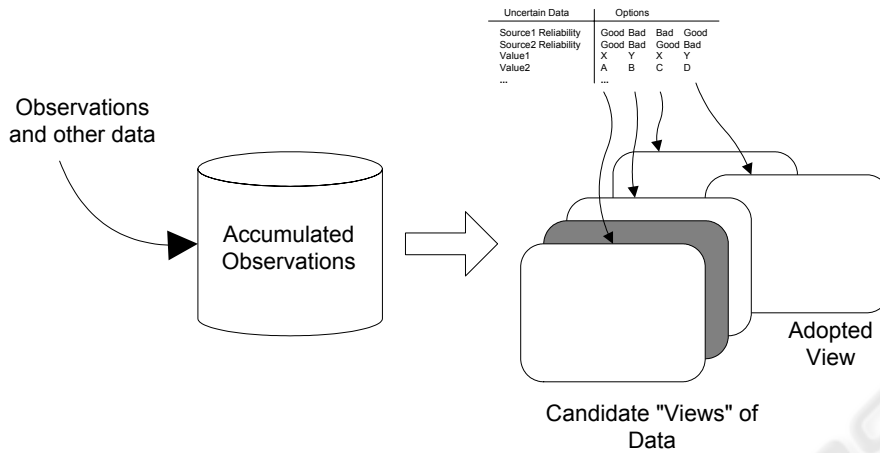 Uncertain Data Options
Source1 Reliability Good Bad Bad Good
Source2 Reliability Good Bad Good Bad
Value1 X Y X Y
Value2 A B C D
... ...
Observations
and other data
Accumulated
Observations
Adopted
View
Candidate "Views" of
Data